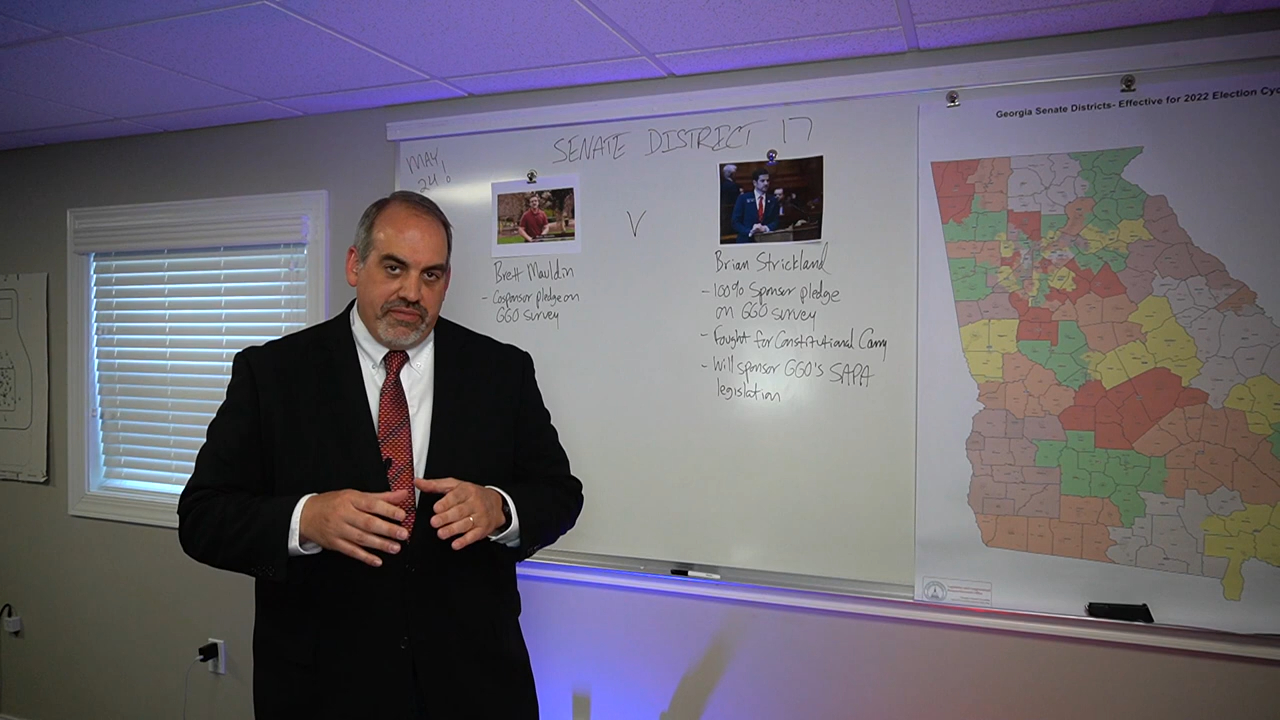 MAY
24!
SENATE DISTRICT 17
V
Brett Mauldin
- Cosponsor pledge on
GGO survey
Brian Strickland
- 100% Sponsor pledge
on GGO survey
- Fought for Constitutional Carry
- Will sponsor GGO's SAPA
legislation
Georgia Senate Districts- Effective for 2022 Election Cyc